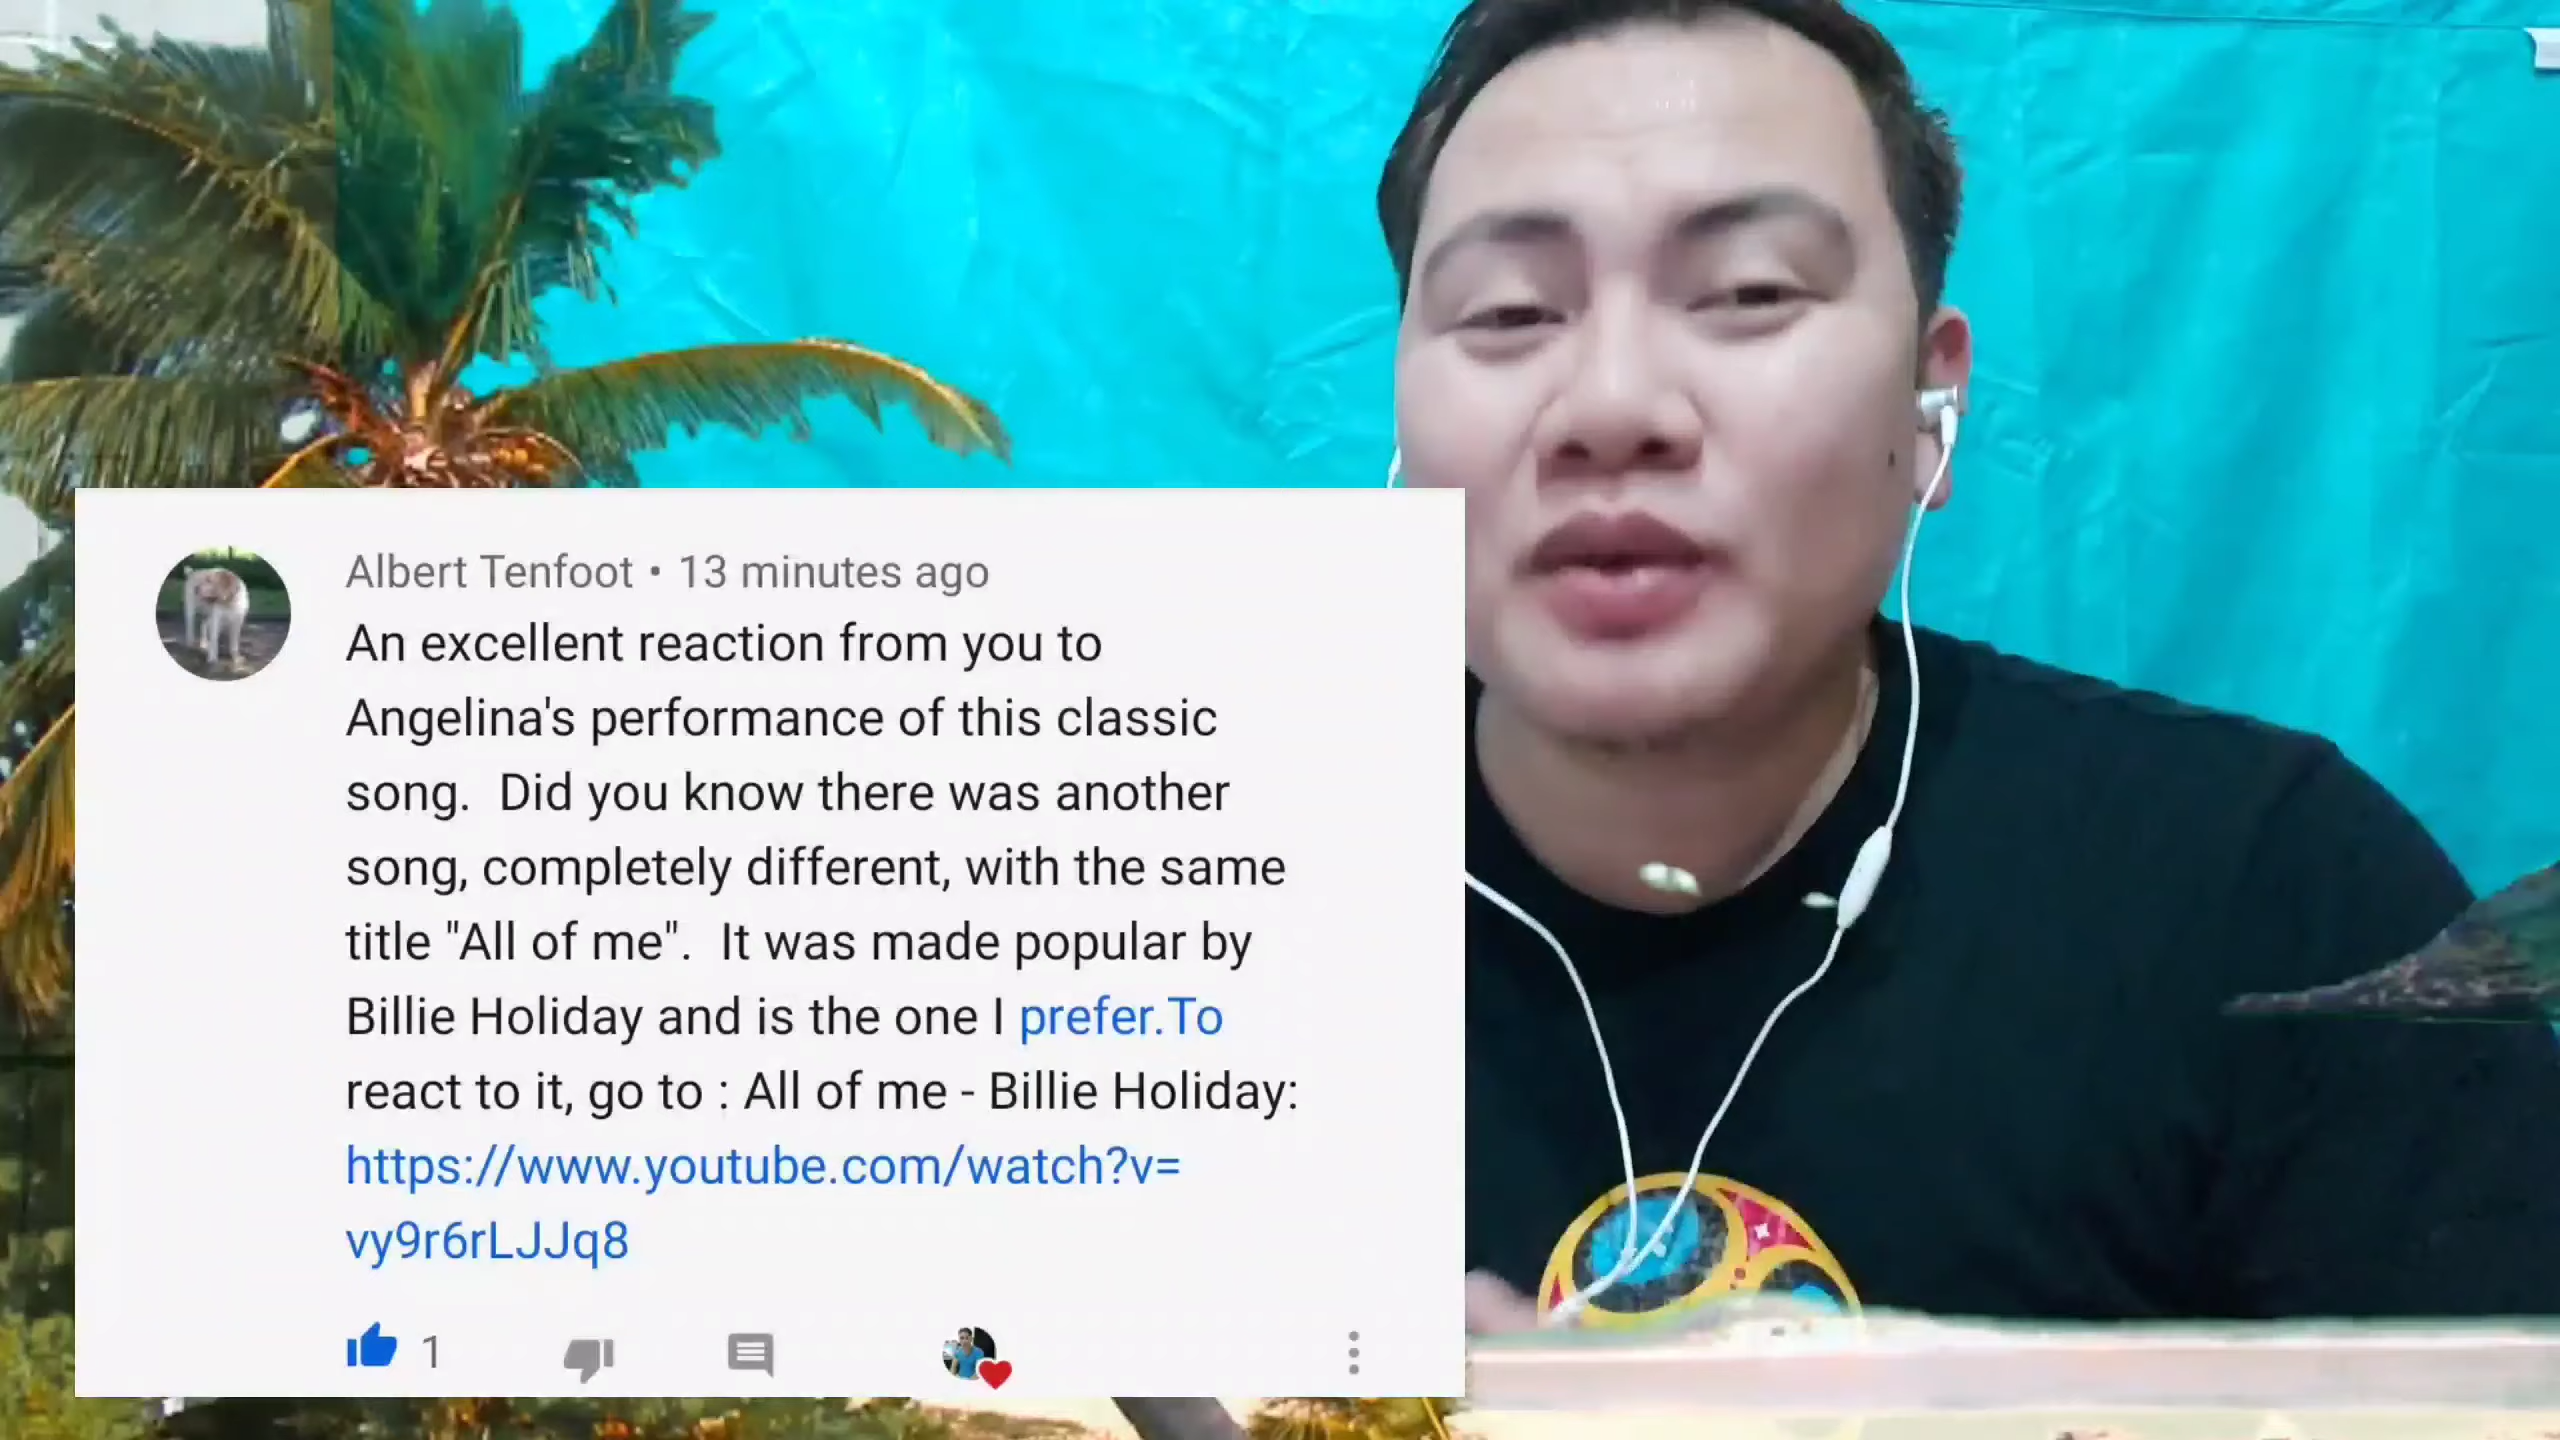 Albert Tenfoot • 13 minutes ago
An excellent reaction from you to
Angelina's performance of this classic
song.  Did you know there was another
song, completely different, with the same
title "All of me".  It was made popular by
Billie Holiday and is the one I prefer.To
react to it, go to : All of me - Billie Holiday:
https://www.youtube.com/watch?v=
vy9r6rLJJq8
1